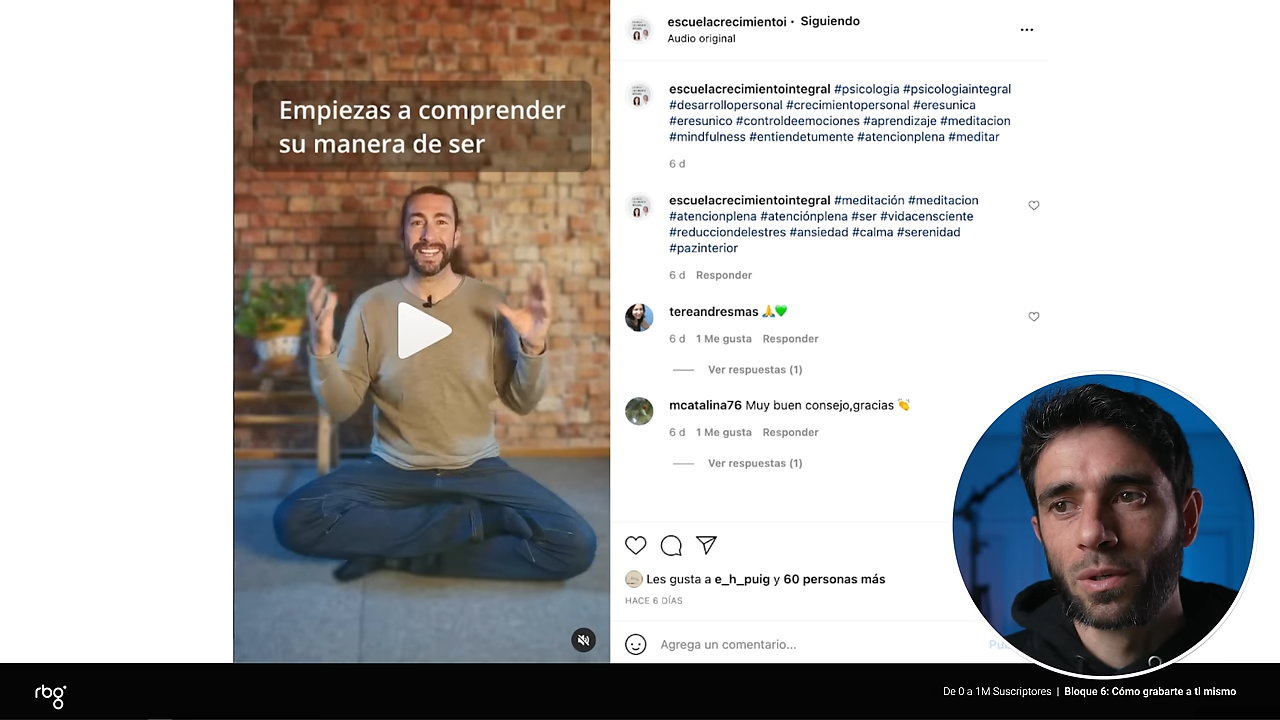 Empiezas a comprender
su manera de ser
escuelacrecimientoi · Siguiendo
Audio original
escuelacrecimientointegral #psicologia #psicologiaintegral
#desarrollopersonal #crecimientopersonal #eresunica
#eresunico #controldeemociones #aprendizaje #meditacion
#mindfulness #entiendetumente #atencionplena #meditar
6 d
escuelacrecimientointegral #meditación #meditacion
#atencionplena #atenciónplena #ser #vidacensciente
#reducciondelestres #ansiedad #calma #serenidad
#pazinterior
6 d Responder
tereandresmas 🙏💚
6 d 1 Me gusta Responder
Ver respuestas (1)
mcatalina76 Muy buen consejo,gracias 👏
6 d 1 Me gusta Responder
Ver respuestas (1)
Les gusta a e_h_puig y 60 personas más
HACE 6 DÍAS
Agrega un comentario...
rbg
De 0 a 1M Suscriptores | Bloque 6: Cómo grabarte a ti mismo